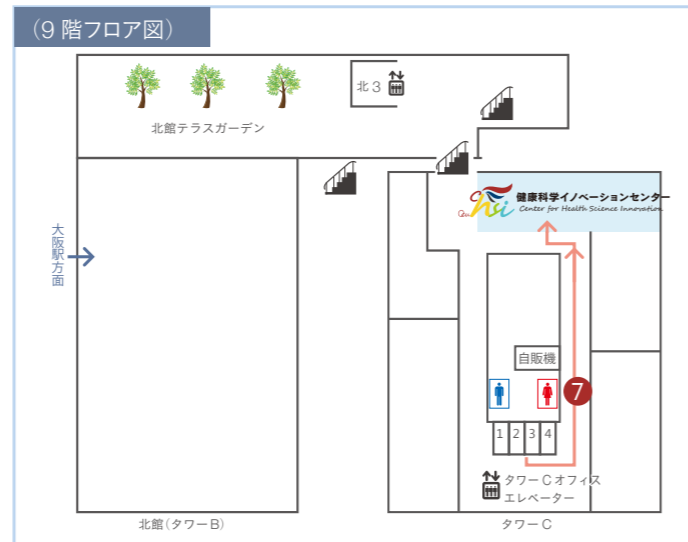 (9 階フロア図)
北 3
北館テラスガーデン
健康科学イノベーションセンター
Center for Health Science Innovation
chsi
大阪駅方面
自販機
7
1 2 3 4
タワー C オフィス
エレベーター
北館(タワーB)
タワー C